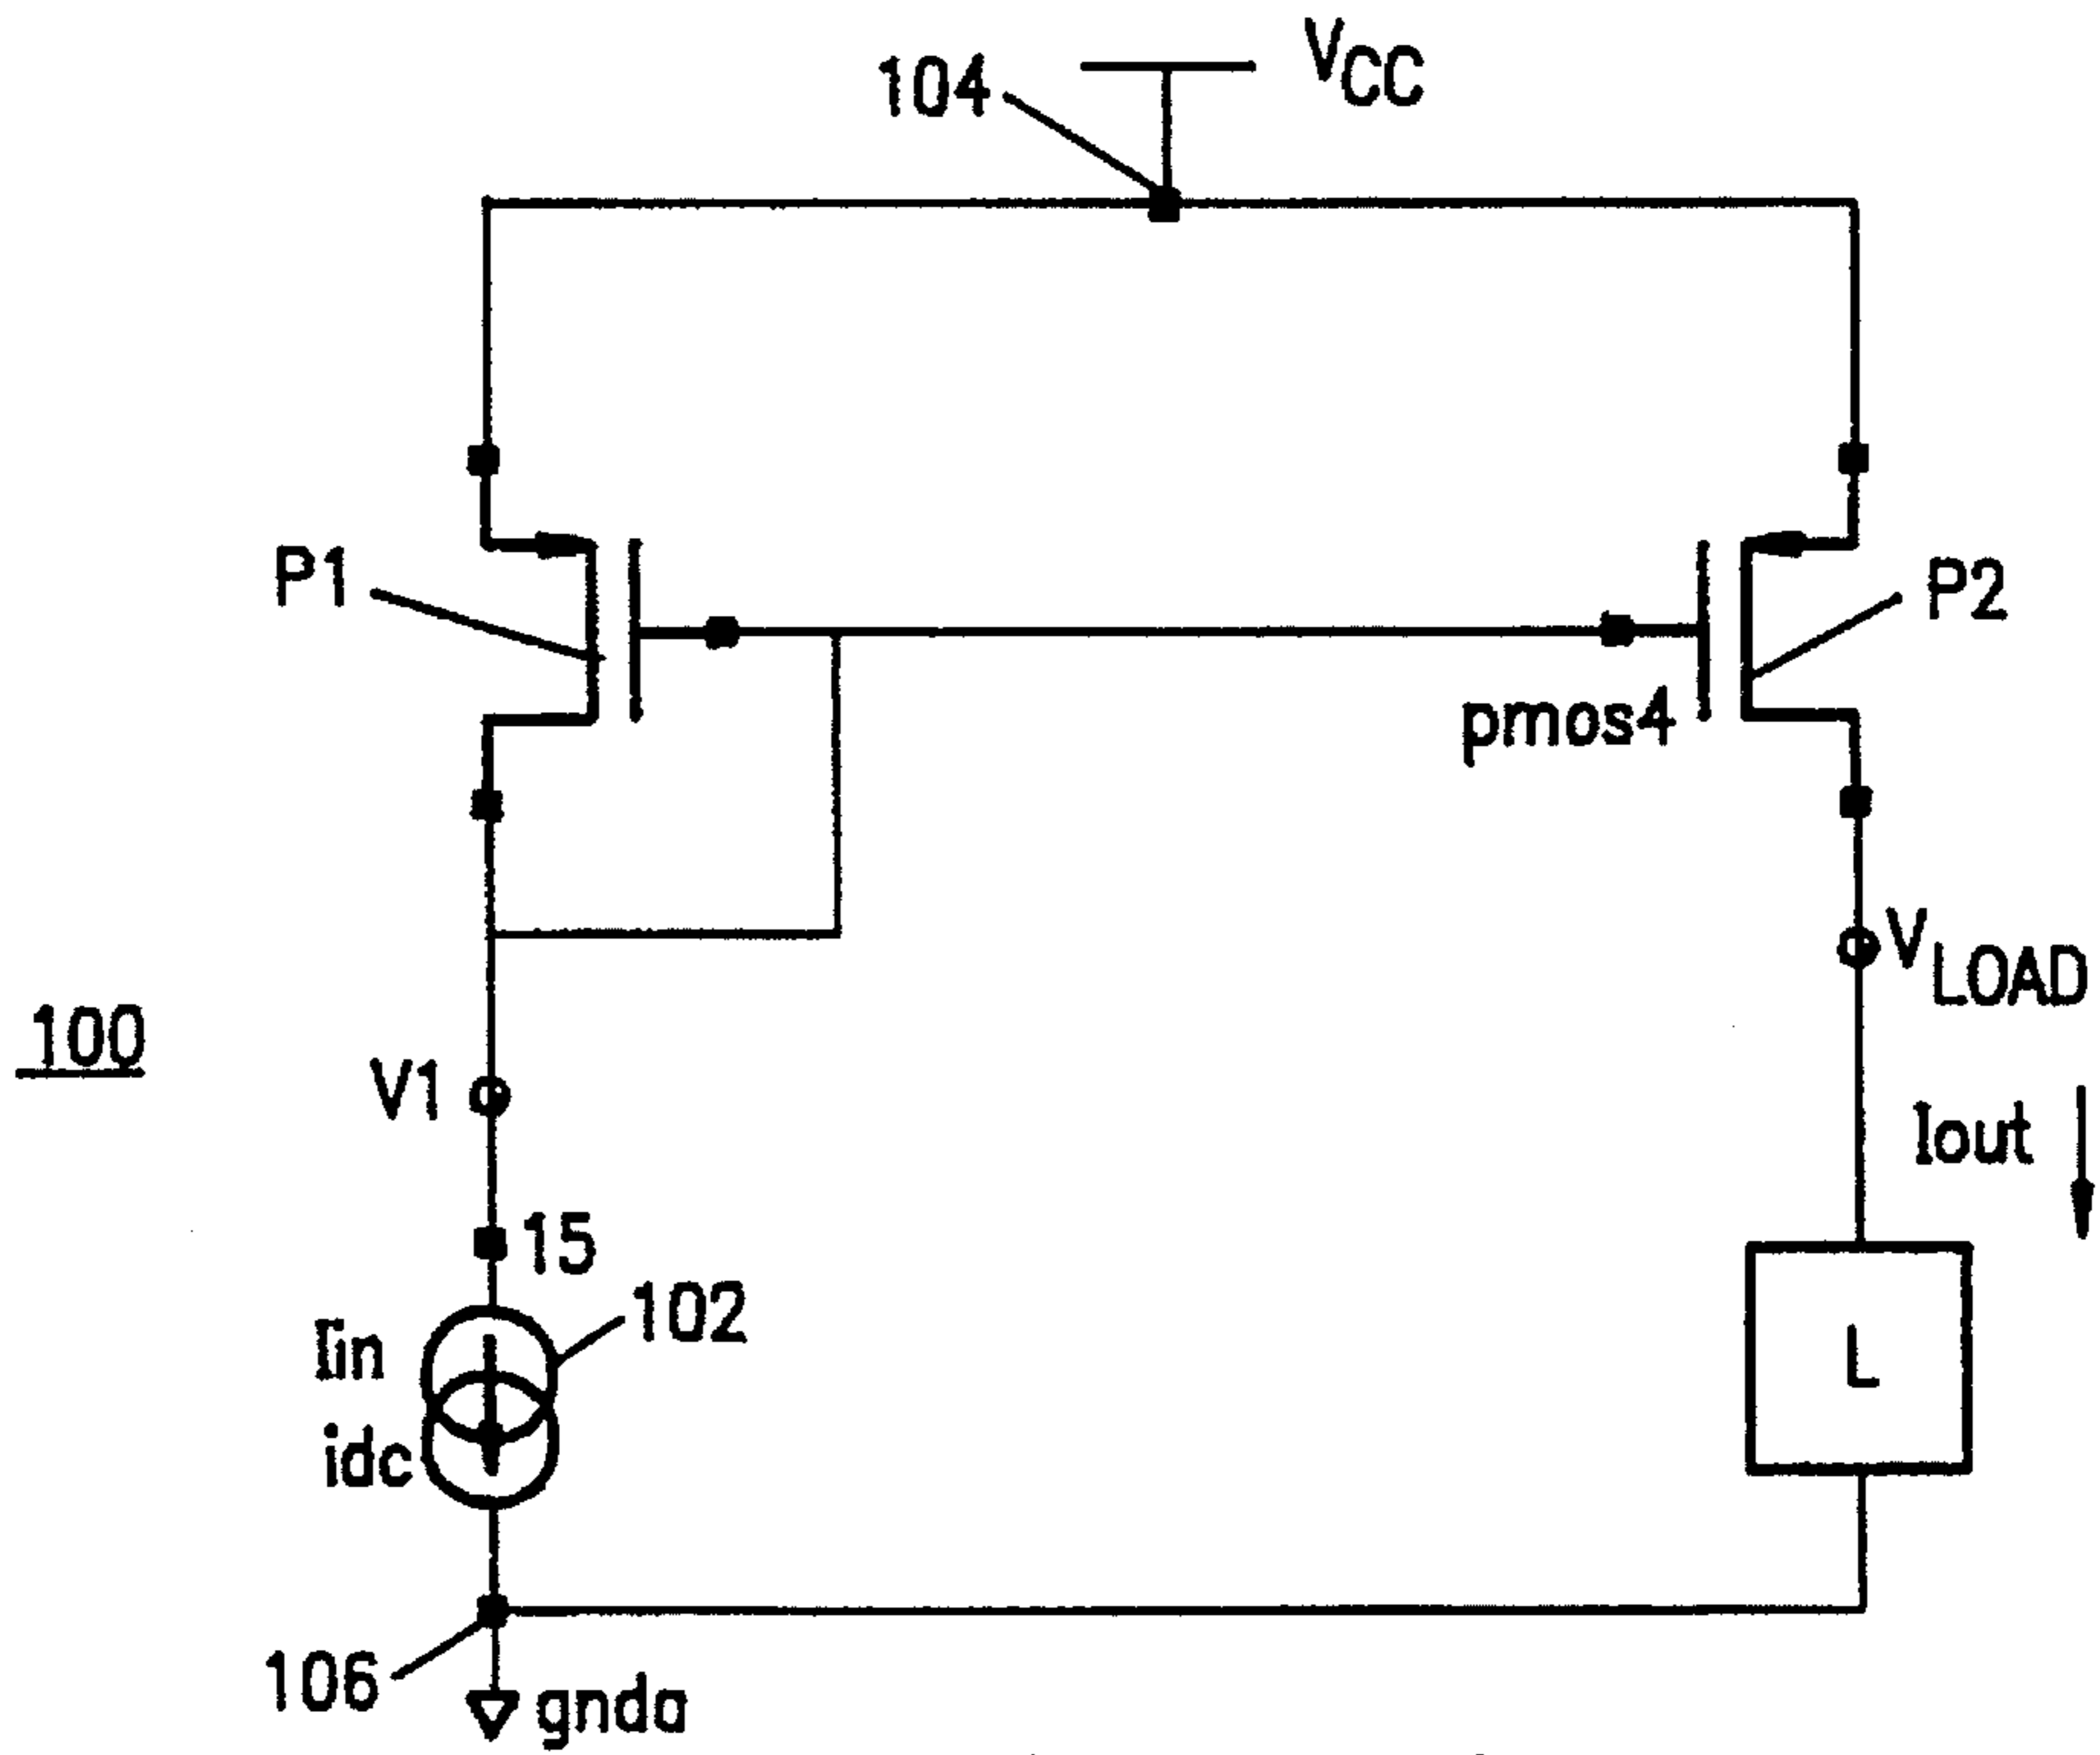 VCC
104
P1
P2
pmos4
VLOAD
100
V1
Iout
15
102
Iin
idc
L
106
gnda